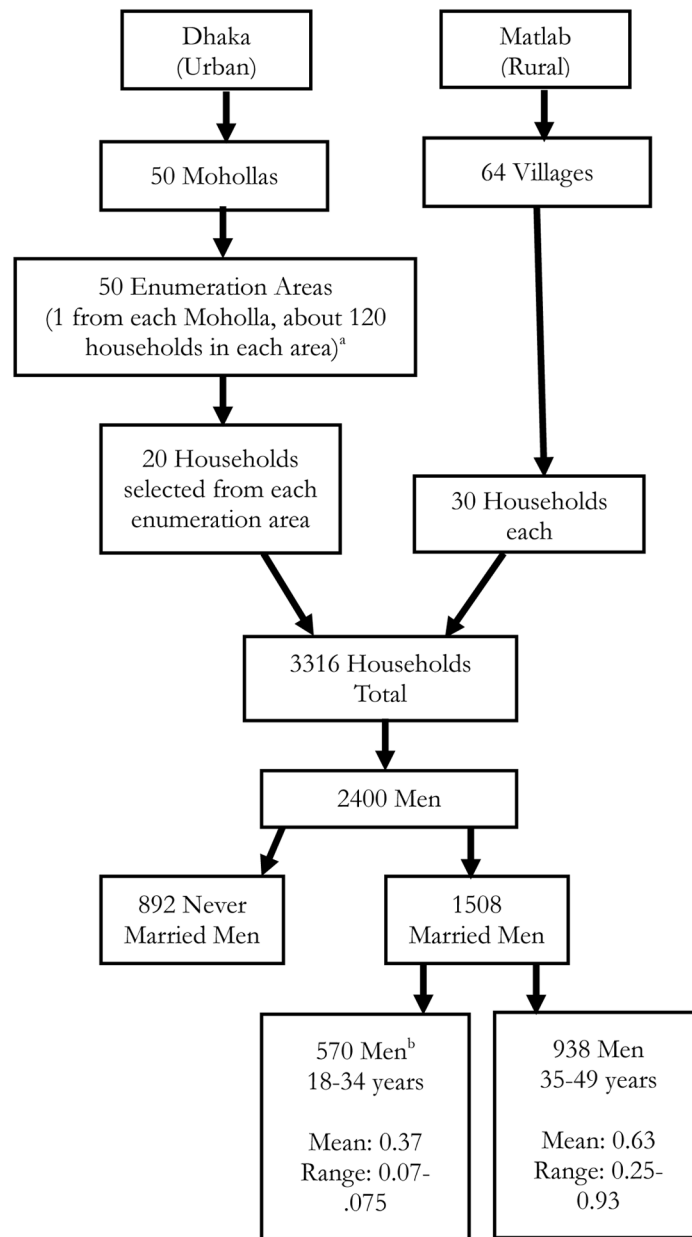 Dhaka
(Urban)
Matlab
(Rural)
50 Mohollas
64 Villages
50 Enumeration Areas
(1 from each Moholla, about 120
households in each area)ᵃ
20 Households
selected from each
enumeration area
30 Households
each
3316 Households
Total
2400 Men
892 Never
Married Men
1508
Married Men
570 Menᵇ
18-34 years
Mean: 0.37
Range: 0.07-
.075
938 Men
35-49 years
Mean: 0.63
Range: 0.25-
0.93